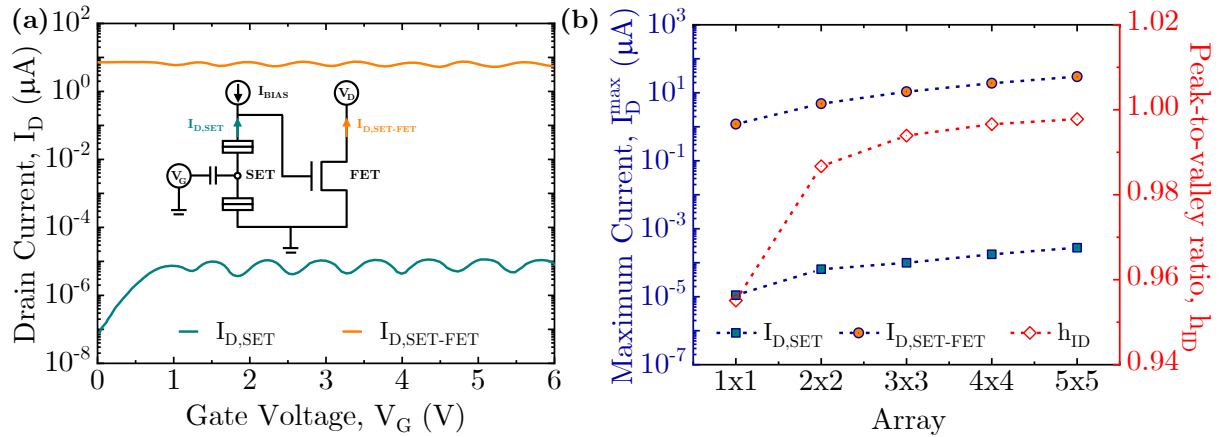 (a)
Drain Current, I_D (μA)
10^2
10^0
10^-2
10^-4
10^-6
10^-8
I_BIAS
V_D
I_D,SET
I_D,SET-FET
V_G
SET
FET
I_D,SET
I_D,SET-FET
0 1 2 3 4 5 6
Gate Voltage, V_G (V)
(b)
Maximum Current, I_D^max (μA)
10^3
10^1
10^-1
10^-3
10^-5
10^-7
I_D,SET
I_D,SET-FET
h_ID
1x1 2x2 3x3 4x4 5x5
Array
1.02
1.00
0.98
0.96
0.94
Peak-to-valley ratio, h_ID